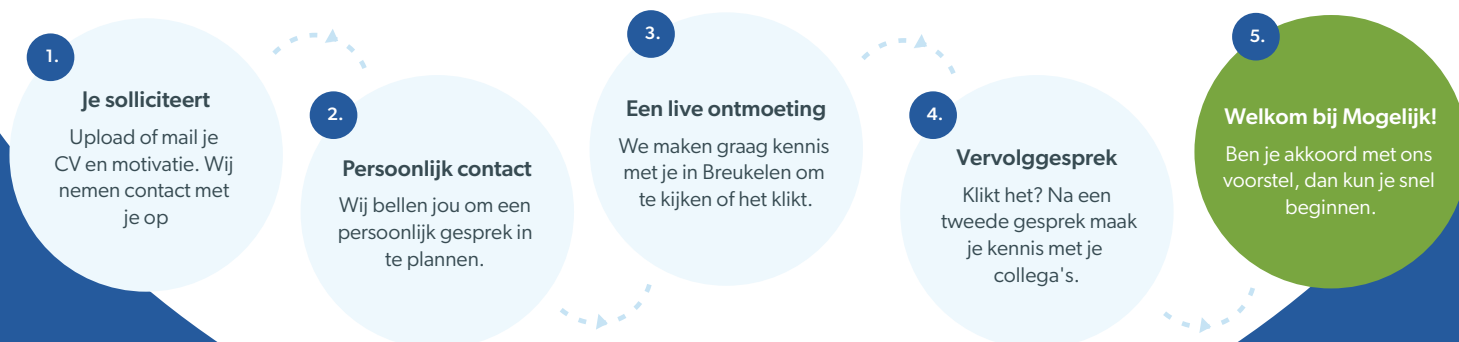 1.
Je solliciteert
Upload of mail je
CV en motivatie. Wij
nemen contact met
je op
2.
Persoonlijk contact
Wij bellen jou om een
persoonlijk gesprek in
te plannen.
3.
Een live ontmoeting
We maken graag kennis
met je in Breukelen om
te kijken of het klikt.
4.
Vervolggesprek
Klikt het? Na een
tweede gesprek maak
je kennis met je
collega's.
5.
Welkom bij Mogelijk!
Ben je akkoord met ons
voorstel, dan kun je snel
beginnen.